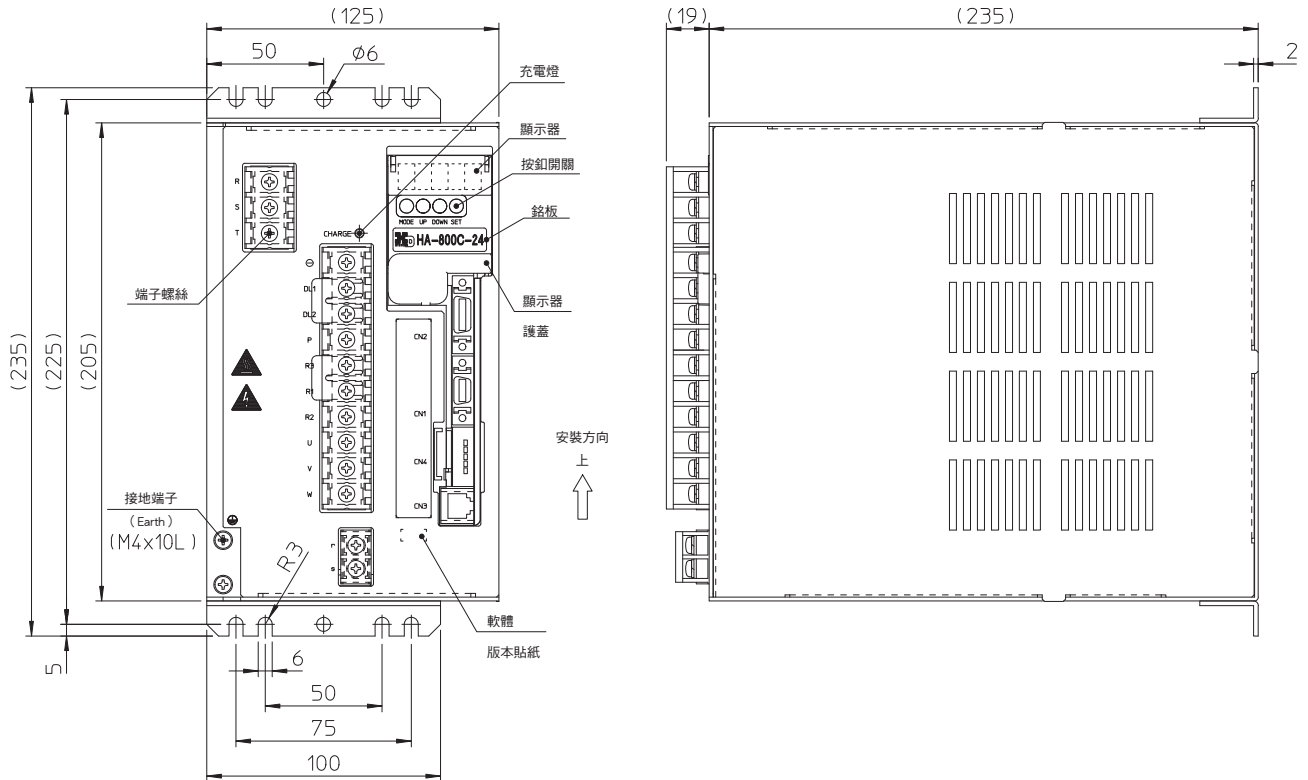 (125)
(19)
(235)
50
Ø6
2
充電燈
顯示器
按鈕開關
MODE UP DOWN SET
銘板
CHARGE
HA-800C-24
R
S
T
端子螺絲
顯示器
護蓋
DL1
DL2
P
R3
R1
R2
U
V
W
CN2
CN1
CN4
CN3
(235)
(225)
(205)
安裝方向
上
接地端子
(Earth)
(M4x10L)
r
s
R3
軟體
版本貼紙
5
6
50
75
100